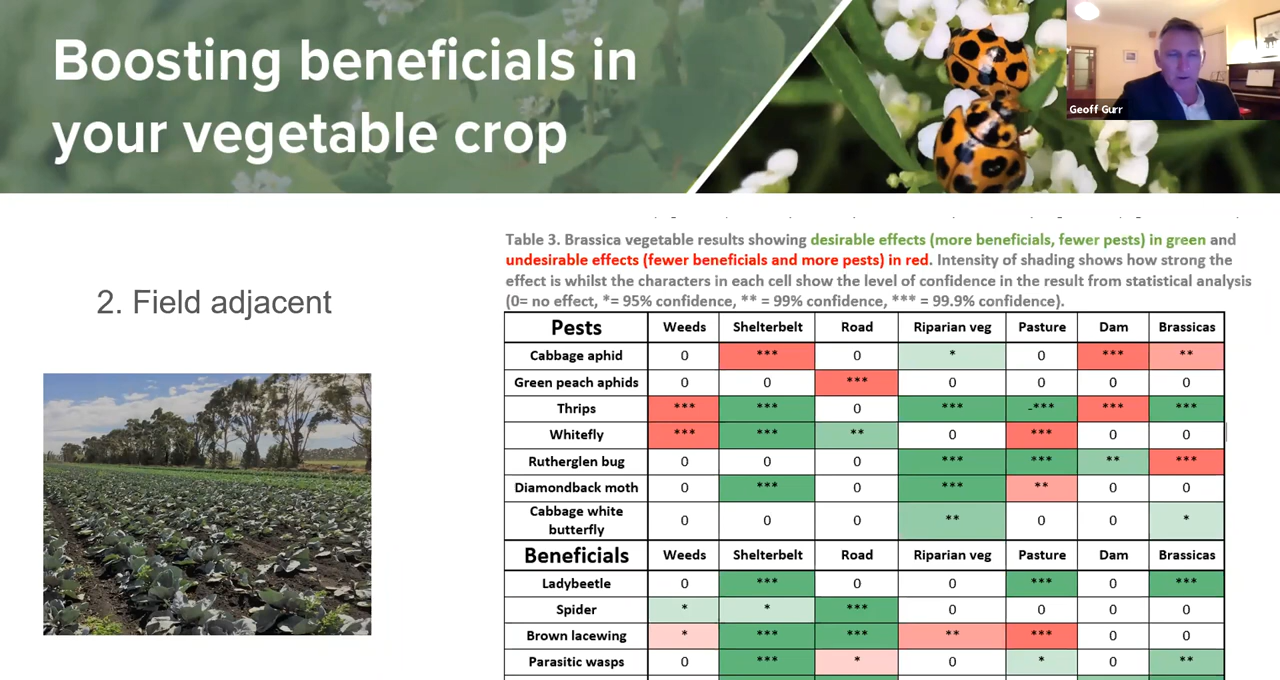 Boosting beneficials in
your vegetable crop
Geoff Gurr
2. Field adjacent
Table 3. Brassica vegetable results showing desirable effects (more beneficials, fewer pests) in green and
undesirable effects (fewer beneficials and more pests) in red. Intensity of shading shows how strong the
effect is whilst the characters in each cell show the level of confidence in the result from statistical analysis
(0= no effect, *= 95% confidence, ** = 99% confidence, *** = 99.9% confidence).
Pests Weeds Shelterbelt Road Riparian veg Pasture Dam Brassicas
Cabbage aphid 0 *** 0 * 0 *** **
Green peach aphids 0 0 *** 0 0 0 0
Thrips *** *** 0 *** -*** *** ***
Whitefly *** *** ** 0 *** 0 0
Rutherglen bug 0 0 0 *** *** ** ***
Diamondback moth 0 *** 0 *** ** 0 0
Cabbage white
butterfly 0 0 0 ** 0 0 *
Beneficials Weeds Shelterbelt Road Riparian veg Pasture Dam Brassicas
Ladybeetle 0 *** 0 0 *** 0 ***
Spider * * *** 0 0 0 0
Brown lacewing * *** *** ** *** 0 0
Parasitic wasps 0 *** * 0 * 0 **